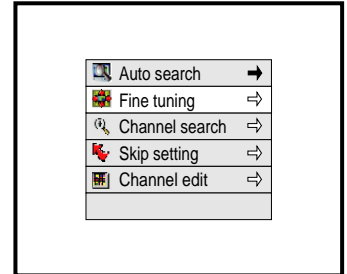 Auto search
Fine tuning
Channel search
Skip setting
Channel edit